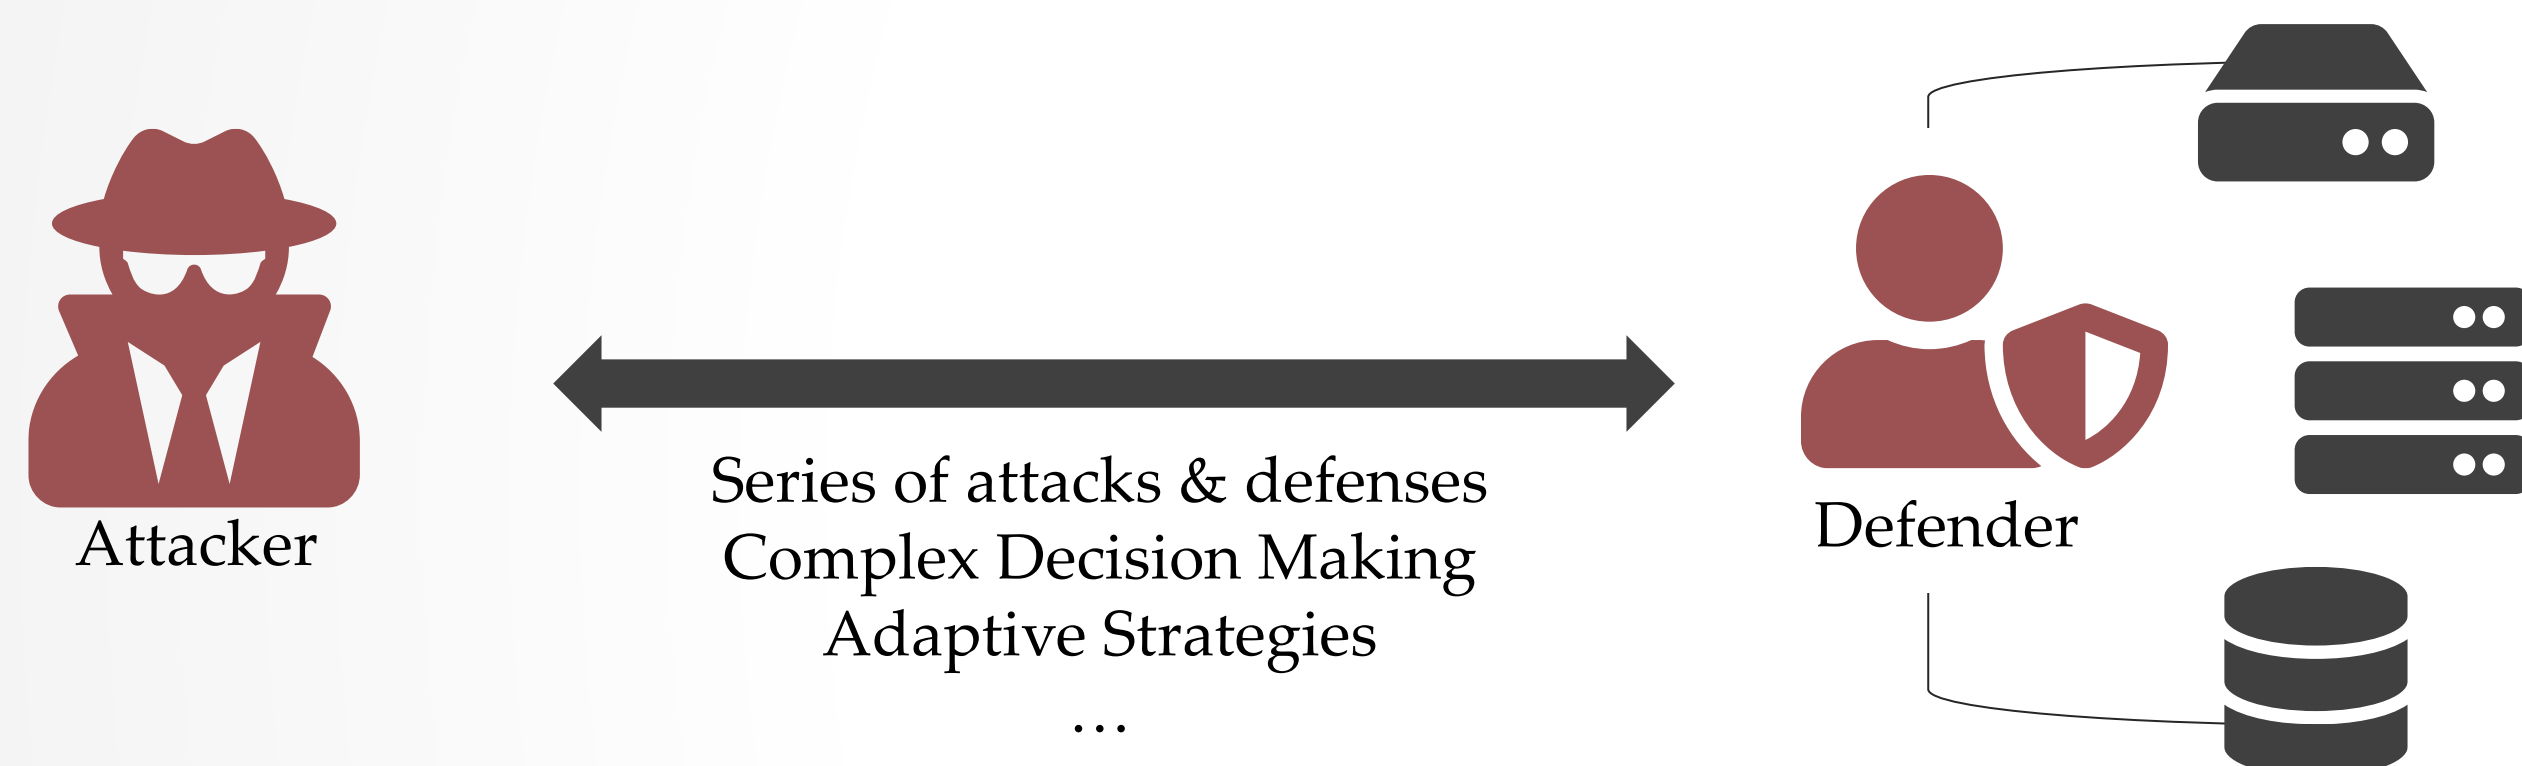 Attacker
Series of attacks & defenses
Complex Decision Making
Adaptive Strategies
…
Defender